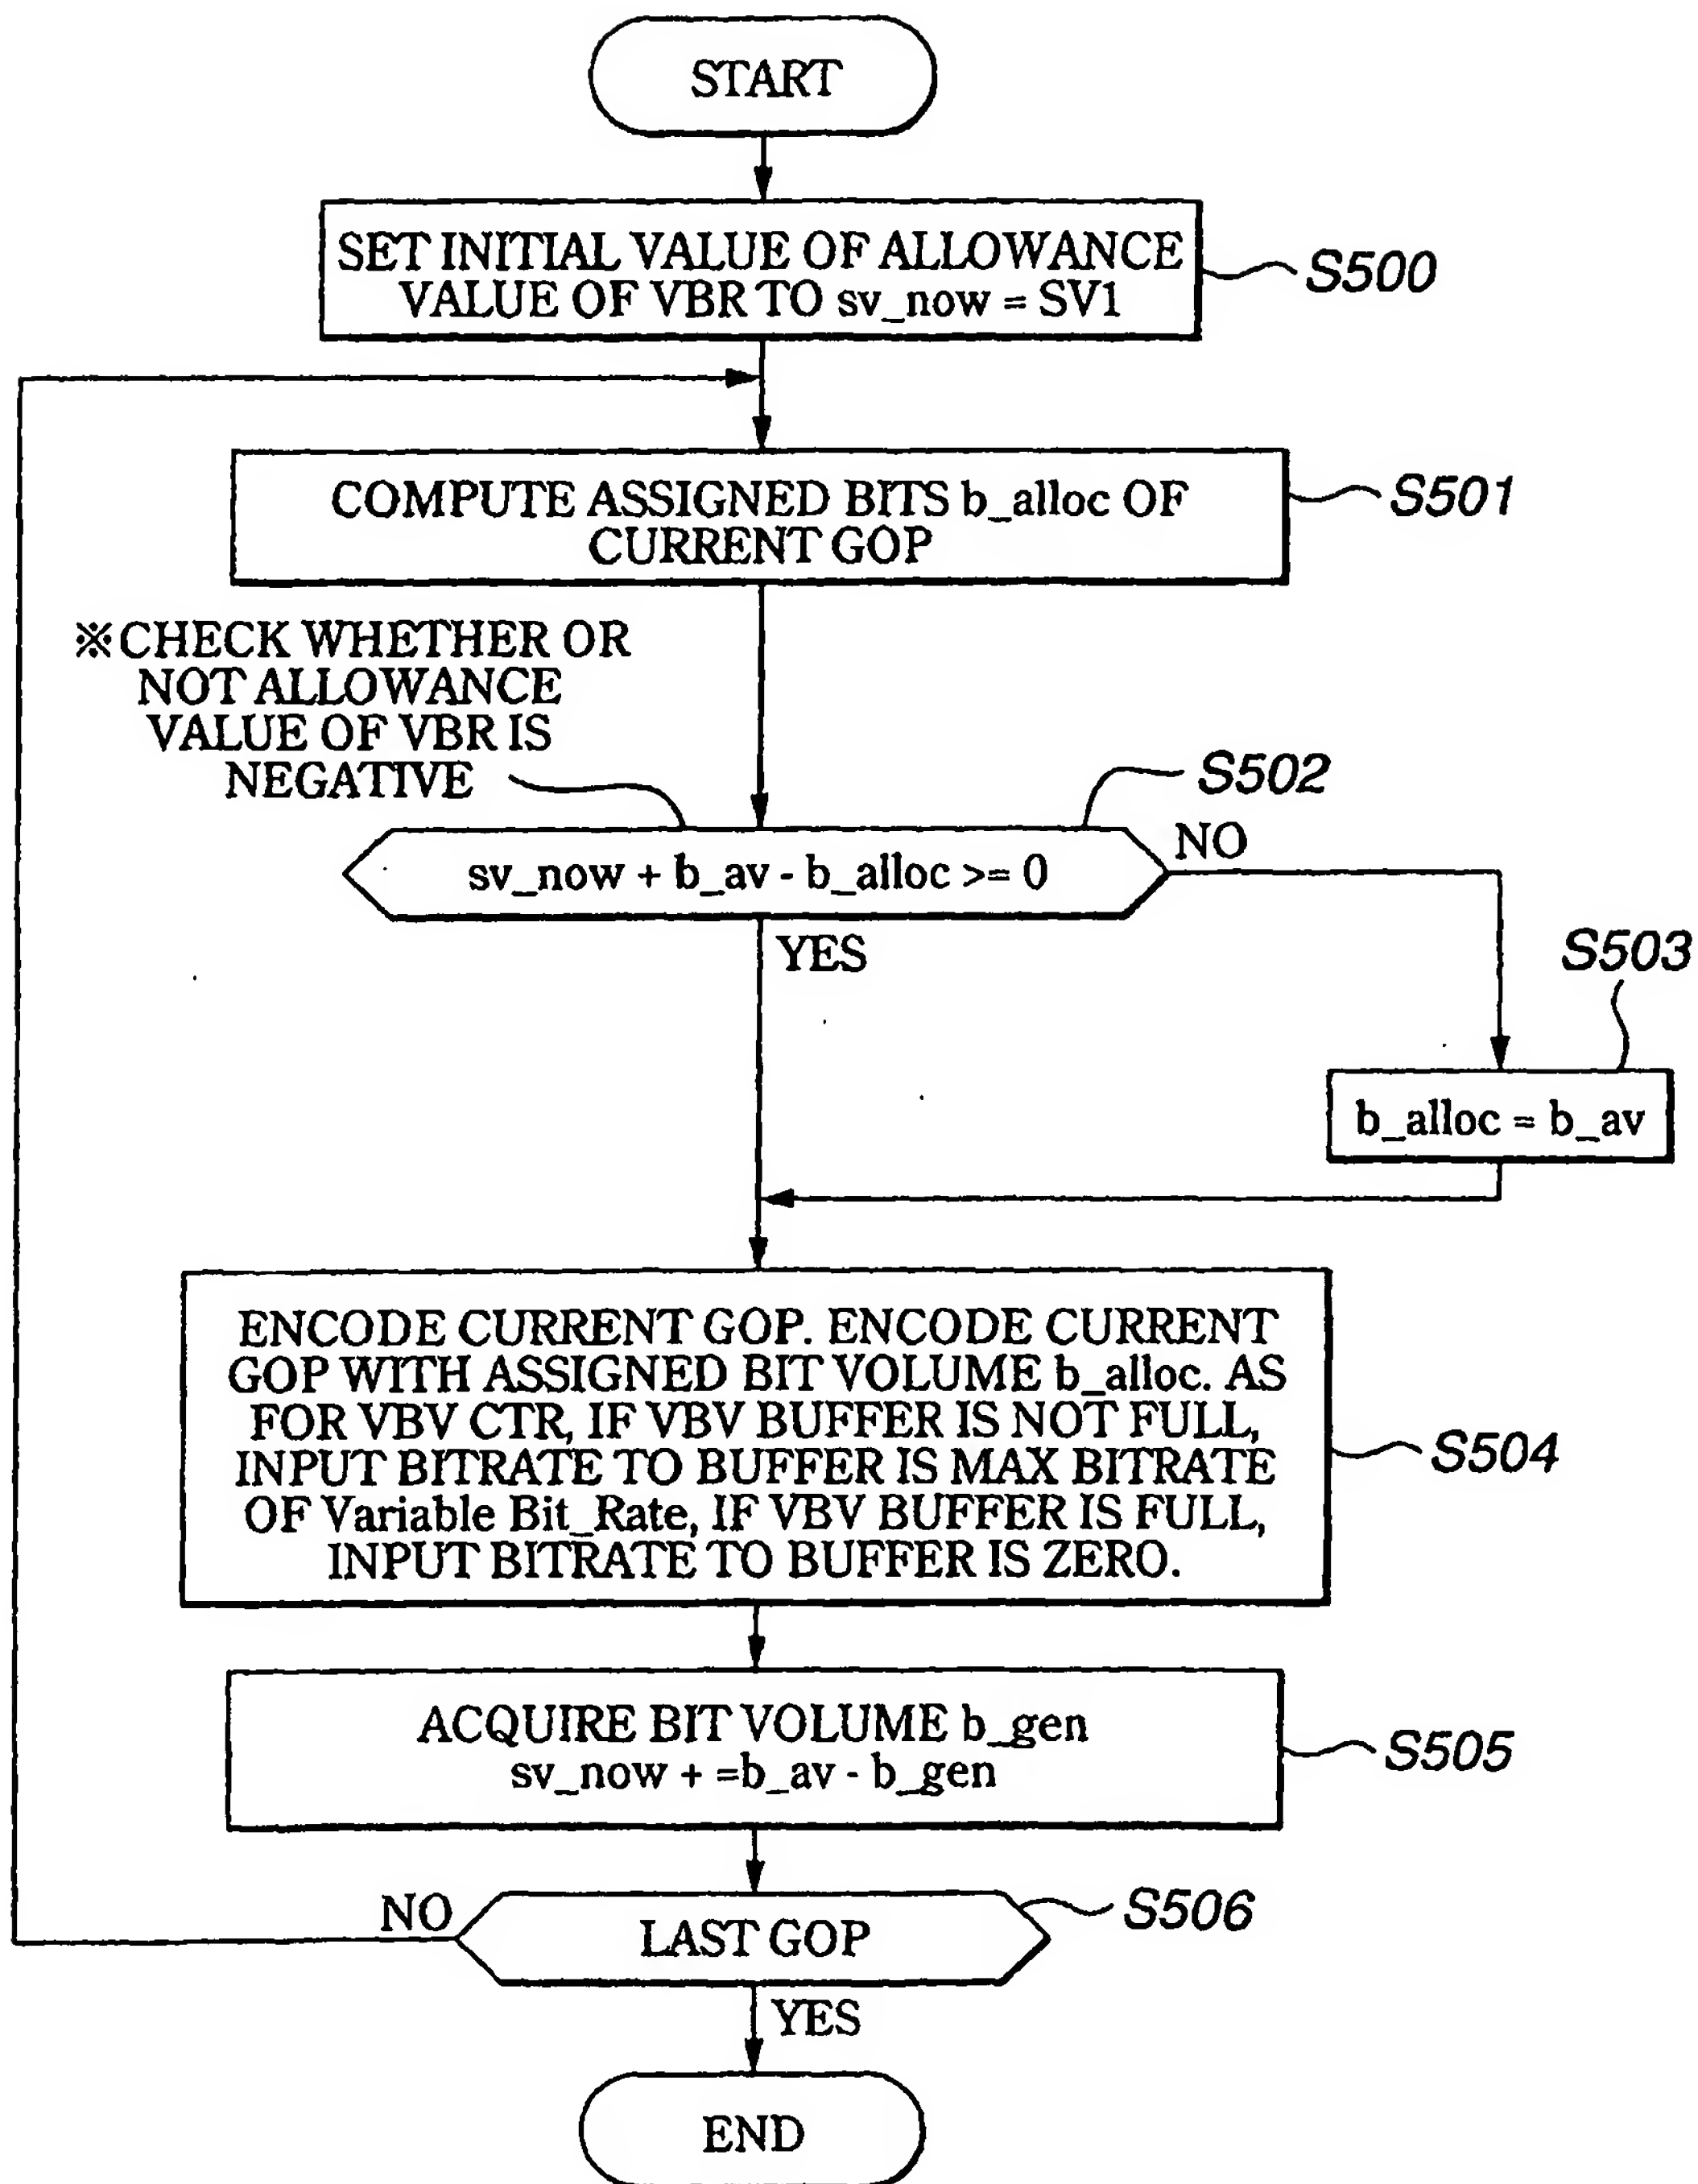 START
SET INITIAL VALUE OF ALLOWANCE
VALUE OF VBR TO sv_now = SV1
S500
COMPUTE ASSIGNED BITS b_alloc OF
CURRENT GOP
S501
※CHECK WHETHER OR
NOT ALLOWANCE
VALUE OF VBR IS
NEGATIVE
S502
sv_now + b_av - b_alloc >= 0
NO
YES
S503
b_alloc = b_av
ENCODE CURRENT GOP. ENCODE CURRENT
GOP WITH ASSIGNED BIT VOLUME b_alloc. AS
FOR VBV CTR, IF VBV BUFFER IS NOT FULL,
INPUT BITRATE TO BUFFER IS MAX BITRATE
OF Variable Bit_Rate, IF VBV BUFFER IS FULL,
INPUT BITRATE TO BUFFER IS ZERO.
S504
ACQUIRE BIT VOLUME b_gen
sv_now + =b_av - b_gen
S505
NO
LAST GOP
S506
YES
END